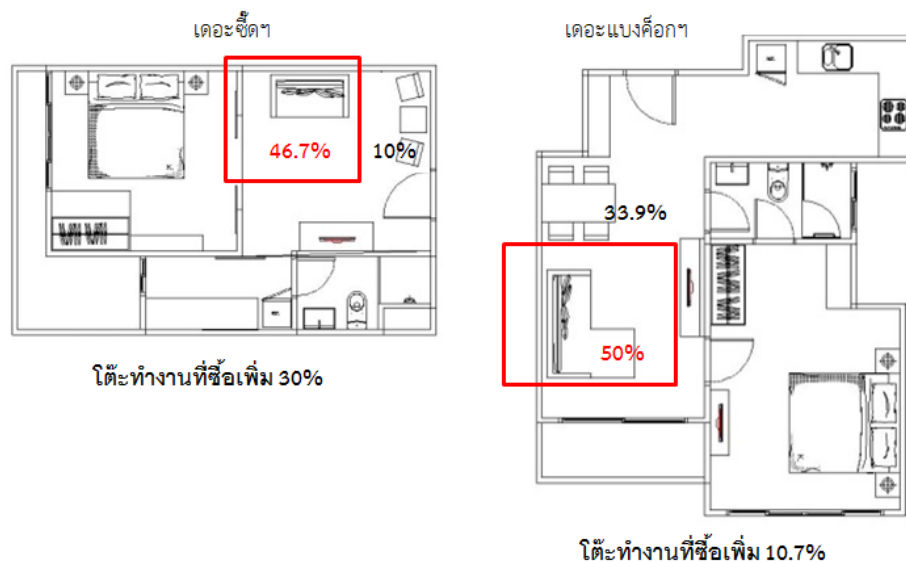 เดอะซี๊ดฯ
เดอะแบงค็อกฯ
46.7%
10%
33.9%
50%
โต๊ะทำงานที่ซื้อเพิ่ม 30%
โต๊ะทำงานที่ซื้อเพิ่ม 10.7%